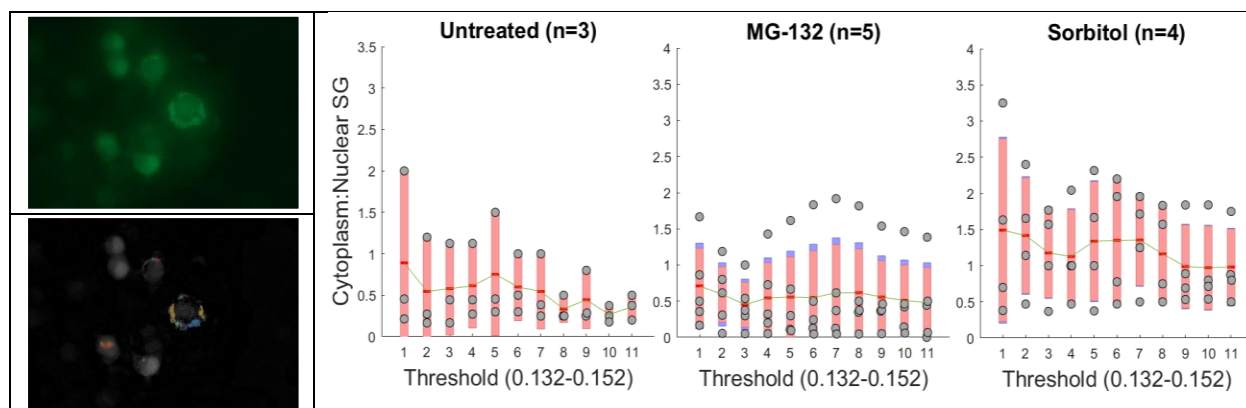 Untreated (n=3)
MG-132 (n=5)
Sorbitol (n=4)
Cytoplasm:Nuclear SG
3.5
3
2.5
2
1.5
1
0.5
0
1 2 3 4 5 6 7 8 9 10 11
Threshold (0.132-0.152)
4
3.5
3
2.5
2
1.5
1
0.5
0
1 2 3 4 5 6 7 8 9 10 11
Threshold (0.132-0.152)
4
3.5
3
2.5
2
1.5
1
0.5
0
1 2 3 4 5 6 7 8 9 10 11
Threshold (0.132-0.152)